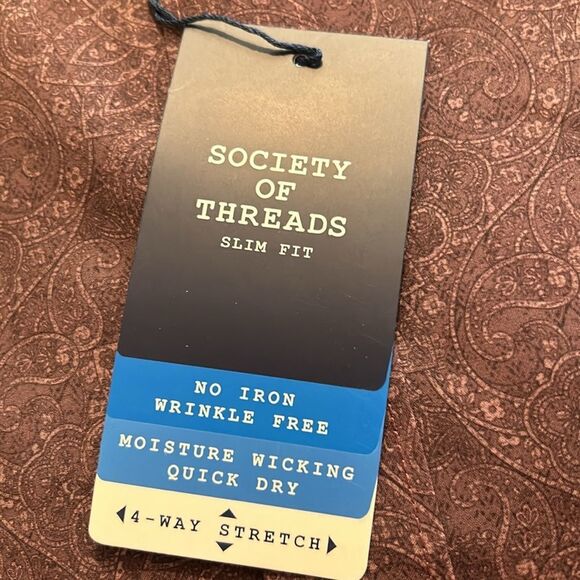 SOCIETY
OF
THREADS
SLIM FIT
NO IRON
WRINKLE FREE
MOISTURE WICKING
QUICK DRY
4-WAY STRETCH